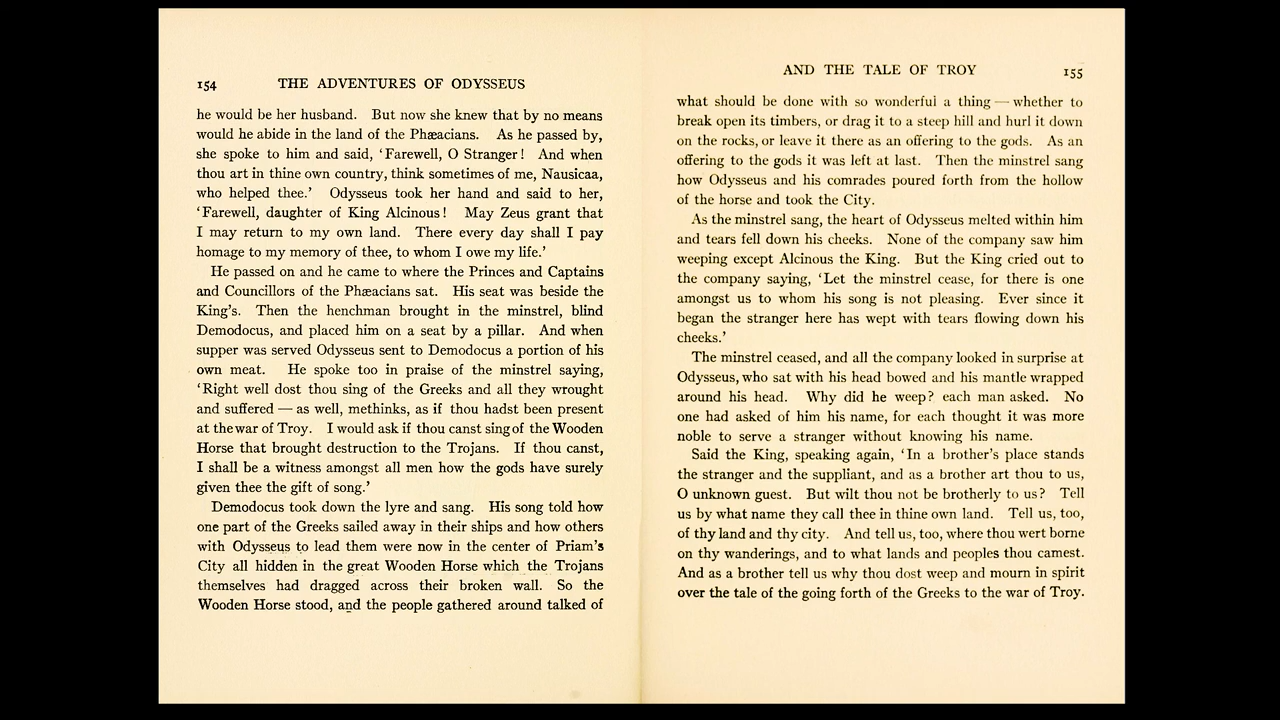 154 THE ADVENTURES OF ODYSSEUS
he would be her husband. But now she knew that by no means
would he abide in the land of the Phæacians. As he passed by,
she spoke to him and said, ‘Farewell, O Stranger! And when
thou art in thine own country, think sometimes of me, Nausicaa,
who helped thee.’ Odysseus took her hand and said to her,
‘Farewell, daughter of King Alcinous! May Zeus grant that
I may return to my own land. There every day shall I pay
homage to my memory of thee, to whom I owe my life.’
He passed on and he came to where the Princes and Captains
and Councillors of the Phæacians sat. His seat was beside the
King’s. Then the henchman brought in the minstrel, blind
Demodocus, and placed him on a seat by a pillar. And when
supper was served Odysseus sent to Demodocus a portion of his
own meat. He spoke too in praise of the minstrel saying,
‘Right well dost thou sing of the Greeks and all they wrought
and suffered — as well, methinks, as if thou hadst been present
at the war of Troy. I would ask if thou canst sing of the Wooden
Horse that brought destruction to the Trojans. If thou canst,
I shall be a witness amongst all men how the gods have surely
given thee the gift of song.’
Demodocus took down the lyre and sang. His song told how
one part of the Greeks sailed away in their ships and how others
with Odysseus to lead them were now in the center of Priam’s
City all hidden in the great Wooden Horse which the Trojans
themselves had dragged across their broken wall. So the
Wooden Horse stood, and the people gathered around talked of
AND THE TALE OF TROY 155
what should be done with so wonderful a thing — whether to
break open its timbers, or drag it to a steep hill and hurl it down
on the rocks, or leave it there as an offering to the gods. As an
offering to the gods it was left at last. Then the minstrel sang
how Odysseus and his comrades poured forth from the hollow
of the horse and took the City.
As the minstrel sang, the heart of Odysseus melted within him
and tears fell down his cheeks. None of the company saw him
weeping except Alcinous the King. But the King cried out to
the company saying, ‘Let the minstrel cease, for there is one
amongst us to whom his song is not pleasing. Ever since it
began the stranger here has wept with tears flowing down his
cheeks.’
The minstrel ceased, and all the company looked in surprise at
Odysseus, who sat with his head bowed and his mantle wrapped
around his head. Why did he weep? each man asked. No
one had asked of him his name, for each thought it was more
noble to serve a stranger without knowing his name.
Said the King, speaking again, ‘In a brother’s place stands
the stranger and the suppliant, and as a brother art thou to us,
O unknown guest. But wilt thou not be brotherly to us? Tell
us by what name they call thee in thine own land. Tell us, too,
of thy land and thy city. And tell us, too, where thou wert borne
on thy wanderings, and to what lands and peoples thou camest.
And as a brother tell us why thou dost weep and mourn in spirit
over the tale of the going forth of the Greeks to the war of Troy.